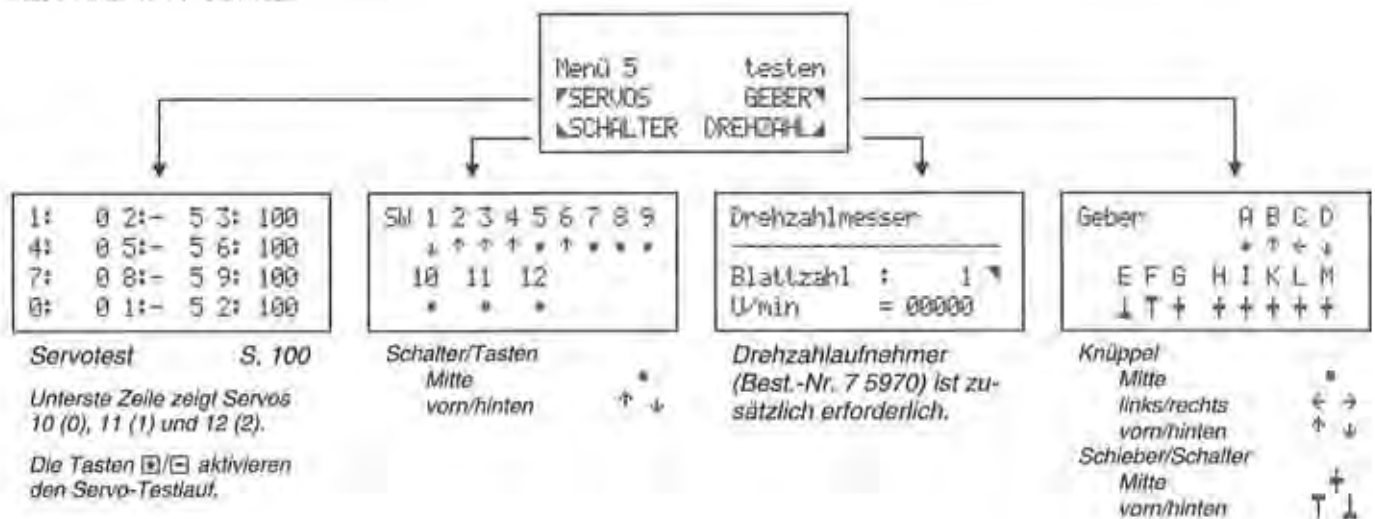 Menü 5 testen
◤SERVOS GEBER◥
◣SCHALTER DREHZAHL◢
1: 0 2:- 5 3: 100
4: 0 5:- 5 6: 100
7: 0 8:- 5 9: 100
0: 0 1:- 5 2: 100
Servotest S. 100
Unterste Zeile zeigt Servos
10 (0), 11 (1) und 12 (2).
Die Tasten [+]/[-] aktivieren
den Servo-Testlauf.
SW 1 2 3 4 5 6 7 8 9
↓ ↑ ↑ ↑ * ↑ * * *
10 11 12
* * *
Schalter/Tasten
Mitte *
vorn/hinten ↑ ↓
Drehzahlmesser
Blattzahl : 1 ◥
U/min = 00000
Drehzahlaufnehmer
(Best.-Nr. 7 5970) ist zu-
sätzlich erforderlich.
Geber A B C D
* ↑ ← ↓
E F G H I K L M
Knüppel
Mitte *
links/rechts ← →
vorn/hinten ↑ ↓
Schieber/Schalter
Mitte
vorn/hinten